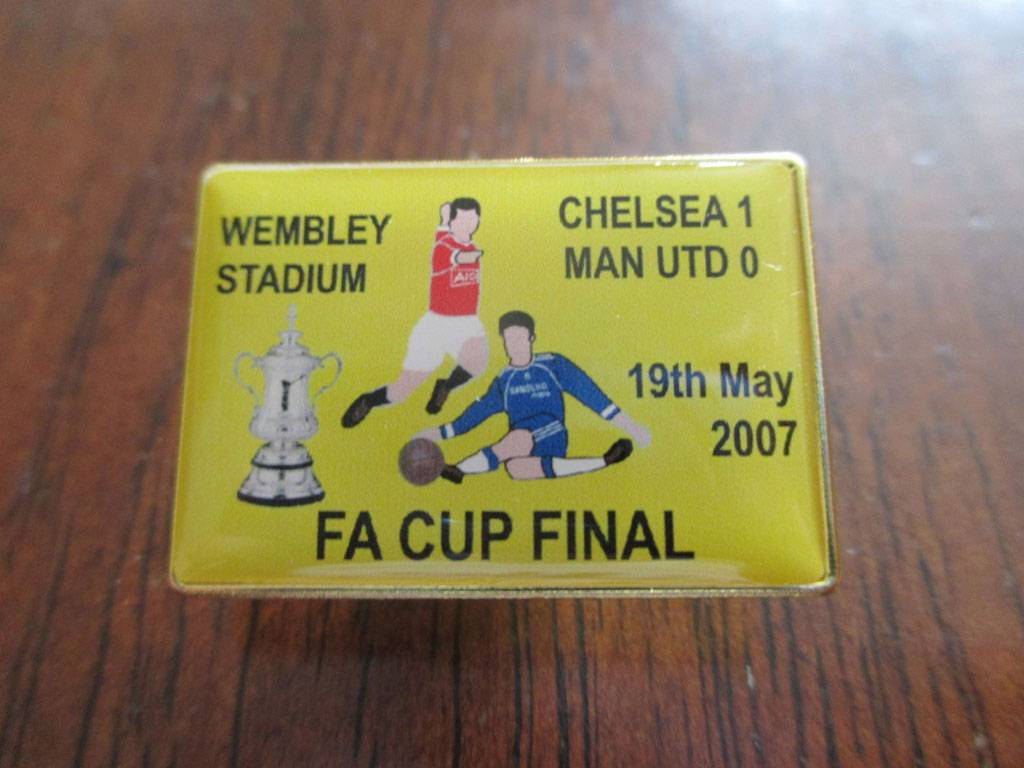 WEMBLEY
STADIUM
CHELSEA 1
MAN UTD 0
19th May
2007
FA CUP FINAL